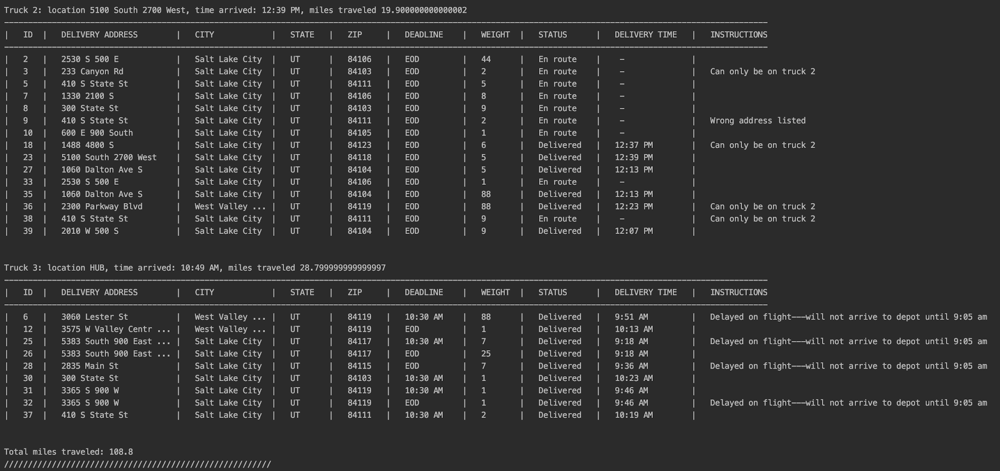 Truck 2: location 5100 South 2700 West, time arrived: 12:39 PM, miles traveled 19.900000000000002
| ID | DELIVERY ADDRESS | CITY | STATE | ZIP | DEADLINE | WEIGHT | STATUS | DELIVERY TIME | INSTRUCTIONS
| 2 | 2530 S 500 E | Salt Lake City | UT | 84106 | EOD | 44 | En route | – |
| 3 | 233 Canyon Rd | Salt Lake City | UT | 84103 | EOD | 2 | En route | – | Can only be on truck 2
| 5 | 410 S State St | Salt Lake City | UT | 84111 | EOD | 5 | En route | – |
| 7 | 1330 2100 S | Salt Lake City | UT | 84106 | EOD | 8 | En route | – |
| 8 | 300 State St | Salt Lake City | UT | 84103 | EOD | 9 | En route | – |
| 9 | 410 S State St | Salt Lake City | UT | 84111 | EOD | 2 | En route | – | Wrong address listed
| 10 | 600 E 900 South | Salt Lake City | UT | 84105 | EOD | 1 | En route | – |
| 18 | 1488 4800 S | Salt Lake City | UT | 84123 | EOD | 6 | Delivered | 12:37 PM | Can only be on truck 2
| 23 | 5100 South 2700 West | Salt Lake City | UT | 84118 | EOD | 5 | Delivered | 12:39 PM |
| 27 | 1060 Dalton Ave S | Salt Lake City | UT | 84104 | EOD | 5 | Delivered | 12:13 PM |
| 33 | 2530 S 500 E | Salt Lake City | UT | 84106 | EOD | 1 | En route | – |
| 35 | 1060 Dalton Ave S | Salt Lake City | UT | 84104 | EOD | 88 | Delivered | 12:13 PM |
| 36 | 2300 Parkway Blvd | West Valley ... | UT | 84119 | EOD | 88 | Delivered | 12:23 PM | Can only be on truck 2
| 38 | 410 S State St | Salt Lake City | UT | 84111 | EOD | 9 | En route | – | Can only be on truck 2
| 39 | 2010 W 500 S | Salt Lake City | UT | 84104 | EOD | 9 | Delivered | 12:07 PM |
Truck 3: location HUB, time arrived: 10:49 AM, miles traveled 28.799999999999997
| ID | DELIVERY ADDRESS | CITY | STATE | ZIP | DEADLINE | WEIGHT | STATUS | DELIVERY TIME | INSTRUCTIONS
| 6 | 3060 Lester St | West Valley ... | UT | 84119 | 10:30 AM | 88 | Delivered | 9:51 AM | Delayed on flight---will not arrive to depot until 9:05 am
| 12 | 3575 W Valley Centr ... | West Valley ... | UT | 84119 | EOD | 1 | Delivered | 10:13 AM |
| 25 | 5383 South 900 East ... | Salt Lake City | UT | 84117 | 10:30 AM | 7 | Delivered | 9:18 AM | Delayed on flight---will not arrive to depot until 9:05 am
| 26 | 5383 South 900 East ... | Salt Lake City | UT | 84117 | EOD | 25 | Delivered | 9:18 AM |
| 28 | 2835 Main St | Salt Lake City | UT | 84115 | EOD | 7 | Delivered | 9:36 AM | Delayed on flight---will not arrive to depot until 9:05 am
| 30 | 300 State St | Salt Lake City | UT | 84103 | 10:30 AM | 1 | Delivered | 10:23 AM |
| 31 | 3365 S 900 W | Salt Lake City | UT | 84119 | 10:30 AM | 1 | Delivered | 9:46 AM |
| 32 | 3365 S 900 W | Salt Lake City | UT | 84119 | EOD | 1 | Delivered | 9:46 AM | Delayed on flight---will not arrive to depot until 9:05 am
| 37 | 410 S State St | Salt Lake City | UT | 84111 | 10:30 AM | 2 | Delivered | 10:19 AM |
Total miles traveled: 108.8
////////////////////////////////////////////////////////